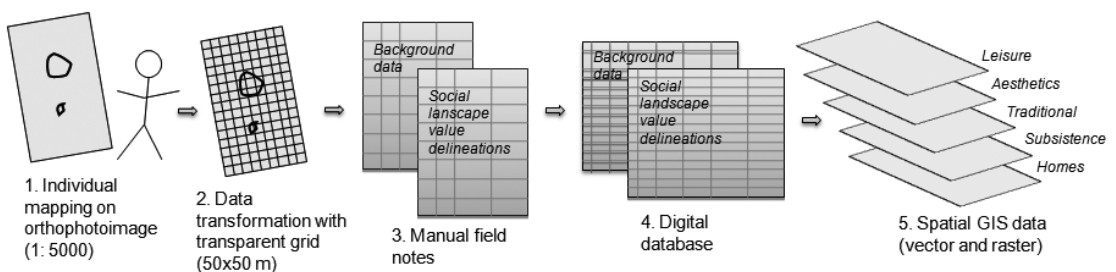 1. Individual
mapping on
orthophotoimage
(1: 5000)
2. Data
transformation with
transparent grid
(50x50 m)
Background
data
Social
lanscape
value
delineations
3. Manual field
notes
Background
data
Social
landscape
value
delineations
4. Digital
database
Leisure
Aesthetics
Traditional
Subsistence
Homes
5. Spatial GIS data
(vector and raster)